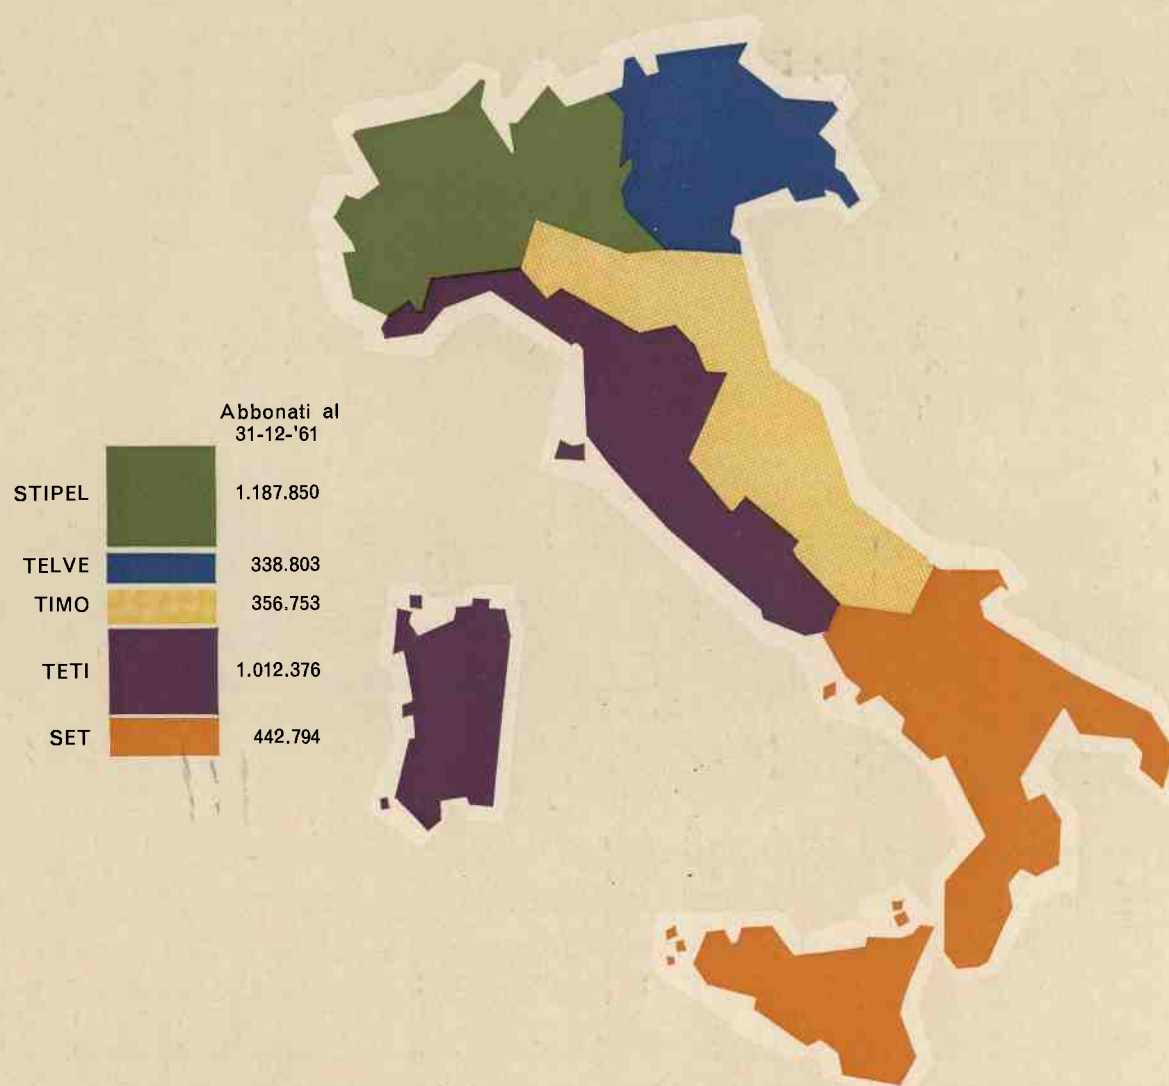 Abbonati al
31-12-'61
STIPEL 1.187.850
TELVE 338.803
TIMO 356.753
TETI 1.012.376
SET 442.794